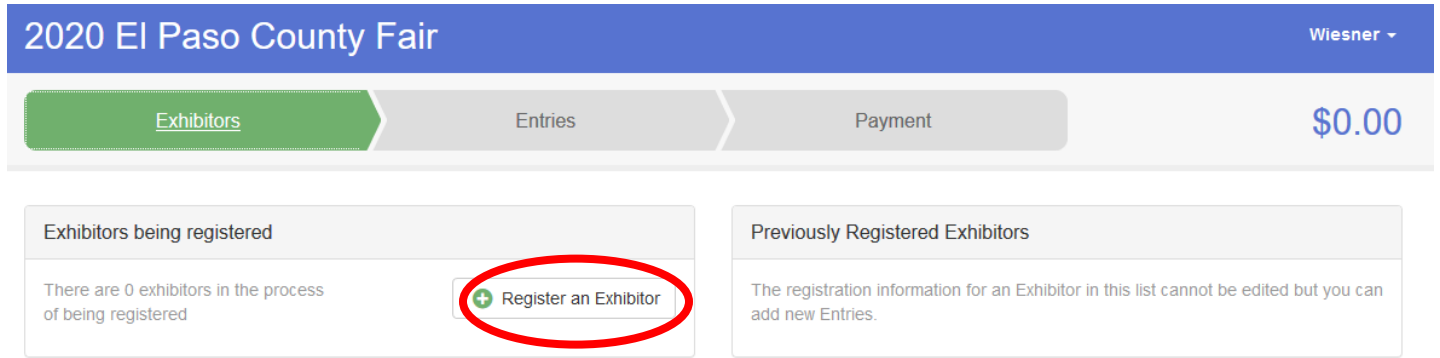 2020 El Paso County Fair
Wiesner
Exhibitors
Entries
Payment
$0.00
Exhibitors being registered
There are 0 exhibitors in the process
of being registered
Register an Exhibitor
Previously Registered Exhibitors
The registration information for an Exhibitor in this list cannot be edited but you can
add new Entries.